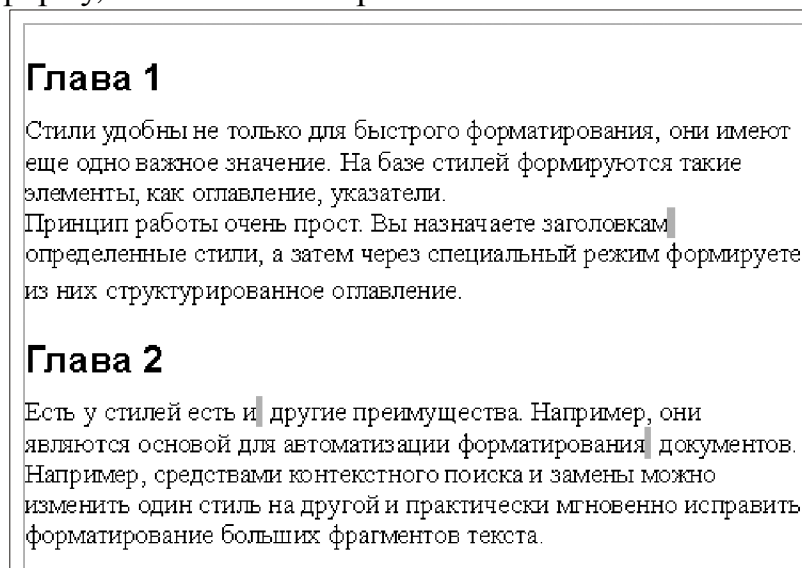 Глава 1
Стили удобны не только для быстрого форматирования, они имеют
еще одно важное значение. На базе стилей формируются такие
элементы, как оглавление, указатели.
Принцип работы очень прост. Вы назначаете заголовкам
определенные стили, а затем через специальный режим формируете
из них структурированное оглавление.
Глава 2
Есть у стилей есть и другие преимущества. Например, они
являются основой для автоматизации форматирования документов.
Например, средствами контекстного поиска и замены можно
изменить один стиль на другой и практически мгновенно исправить
форматирование больших фрагментов текста.